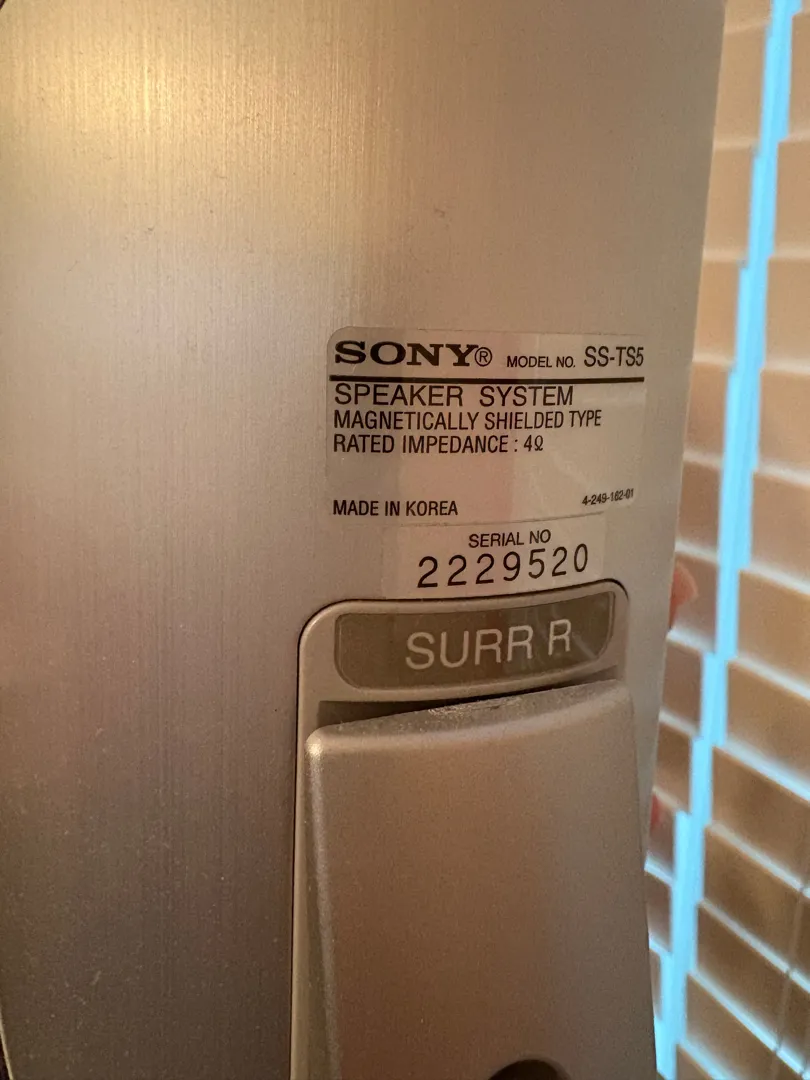 SONY® MODEL NO. SS-TS5
SPEAKER SYSTEM
MAGNETICALLY SHIELDED TYPE
RATED IMPEDANCE : 4Ω
MADE IN KOREA 4-249-162-01
SERIAL NO
2229520
SURR R